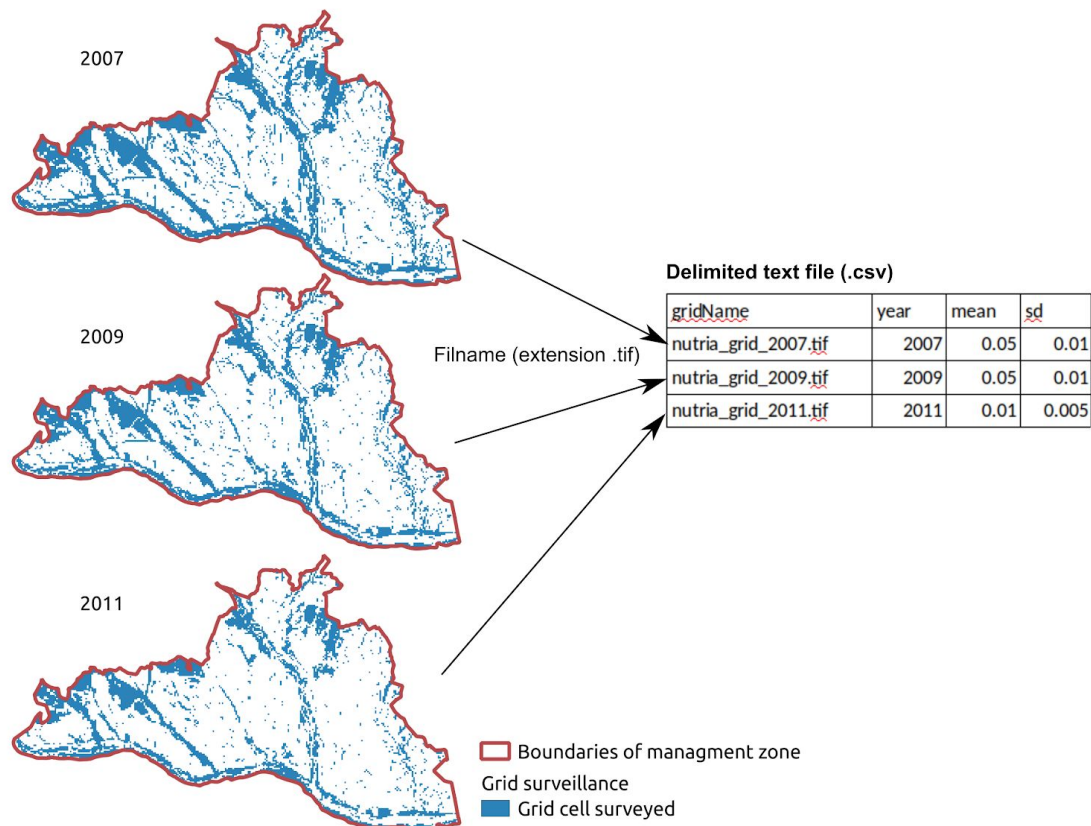 2007
2009
2011
Filname (extension .tif)
Delimited text file (.csv)
gridName year mean sd
nutria_grid_2007.tif 2007 0.05 0.01
nutria_grid_2009.tif 2009 0.05 0.01
nutria_grid_2011.tif 2011 0.01 0.005
Boundaries of managment zone
Grid surveillance
Grid cell surveyed